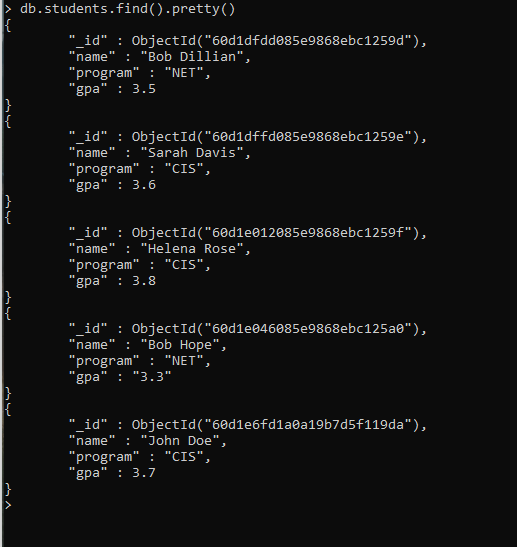 > db.students.find().pretty()
{
"_id" : ObjectId("60d1dfdd085e9868ebc1259d"),
"name" : "Bob Dillian",
"program" : "NET",
"gpa" : 3.5
}
{
"_id" : ObjectId("60d1dffd085e9868ebc1259e"),
"name" : "Sarah Davis",
"program" : "CIS",
"gpa" : 3.6
}
{
"_id" : ObjectId("60d1e012085e9868ebc1259f"),
"name" : "Helena Rose",
"program" : "CIS",
"gpa" : 3.8
}
{
"_id" : ObjectId("60d1e046085e9868ebc125a0"),
"name" : "Bob Hope",
"program" : "NET",
"gpa" : "3.3"
}
{
"_id" : ObjectId("60d1e6fd1a0a19b7d5f119da"),
"name" : "John Doe",
"program" : "CIS",
"gpa" : 3.7
}
>